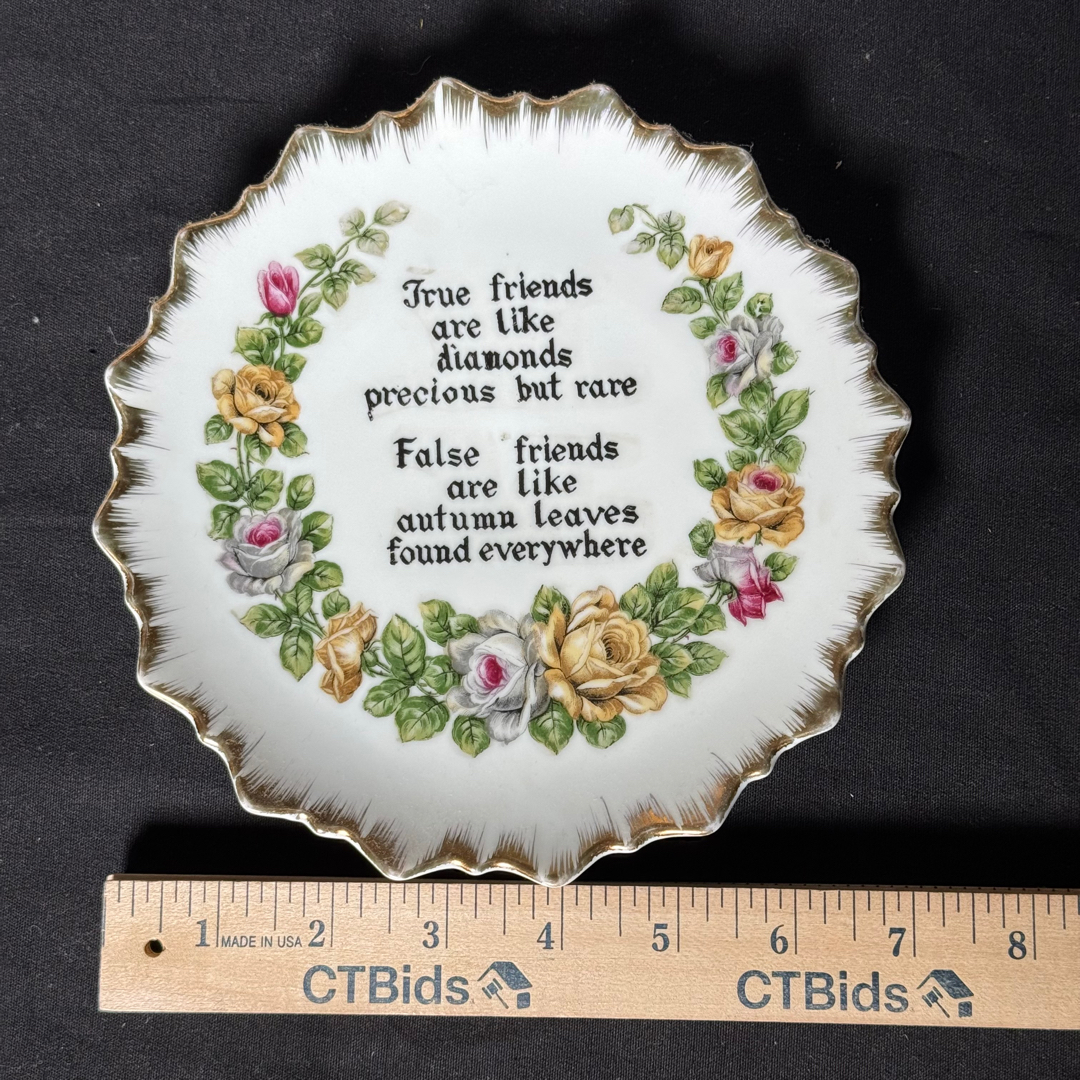 True friends
are like
diamonds
precious but rare
False friends
are like
autumn leaves
found everywhere
1 MADE IN USA 2 3 4 5 6 7 8
CTBids CTBids